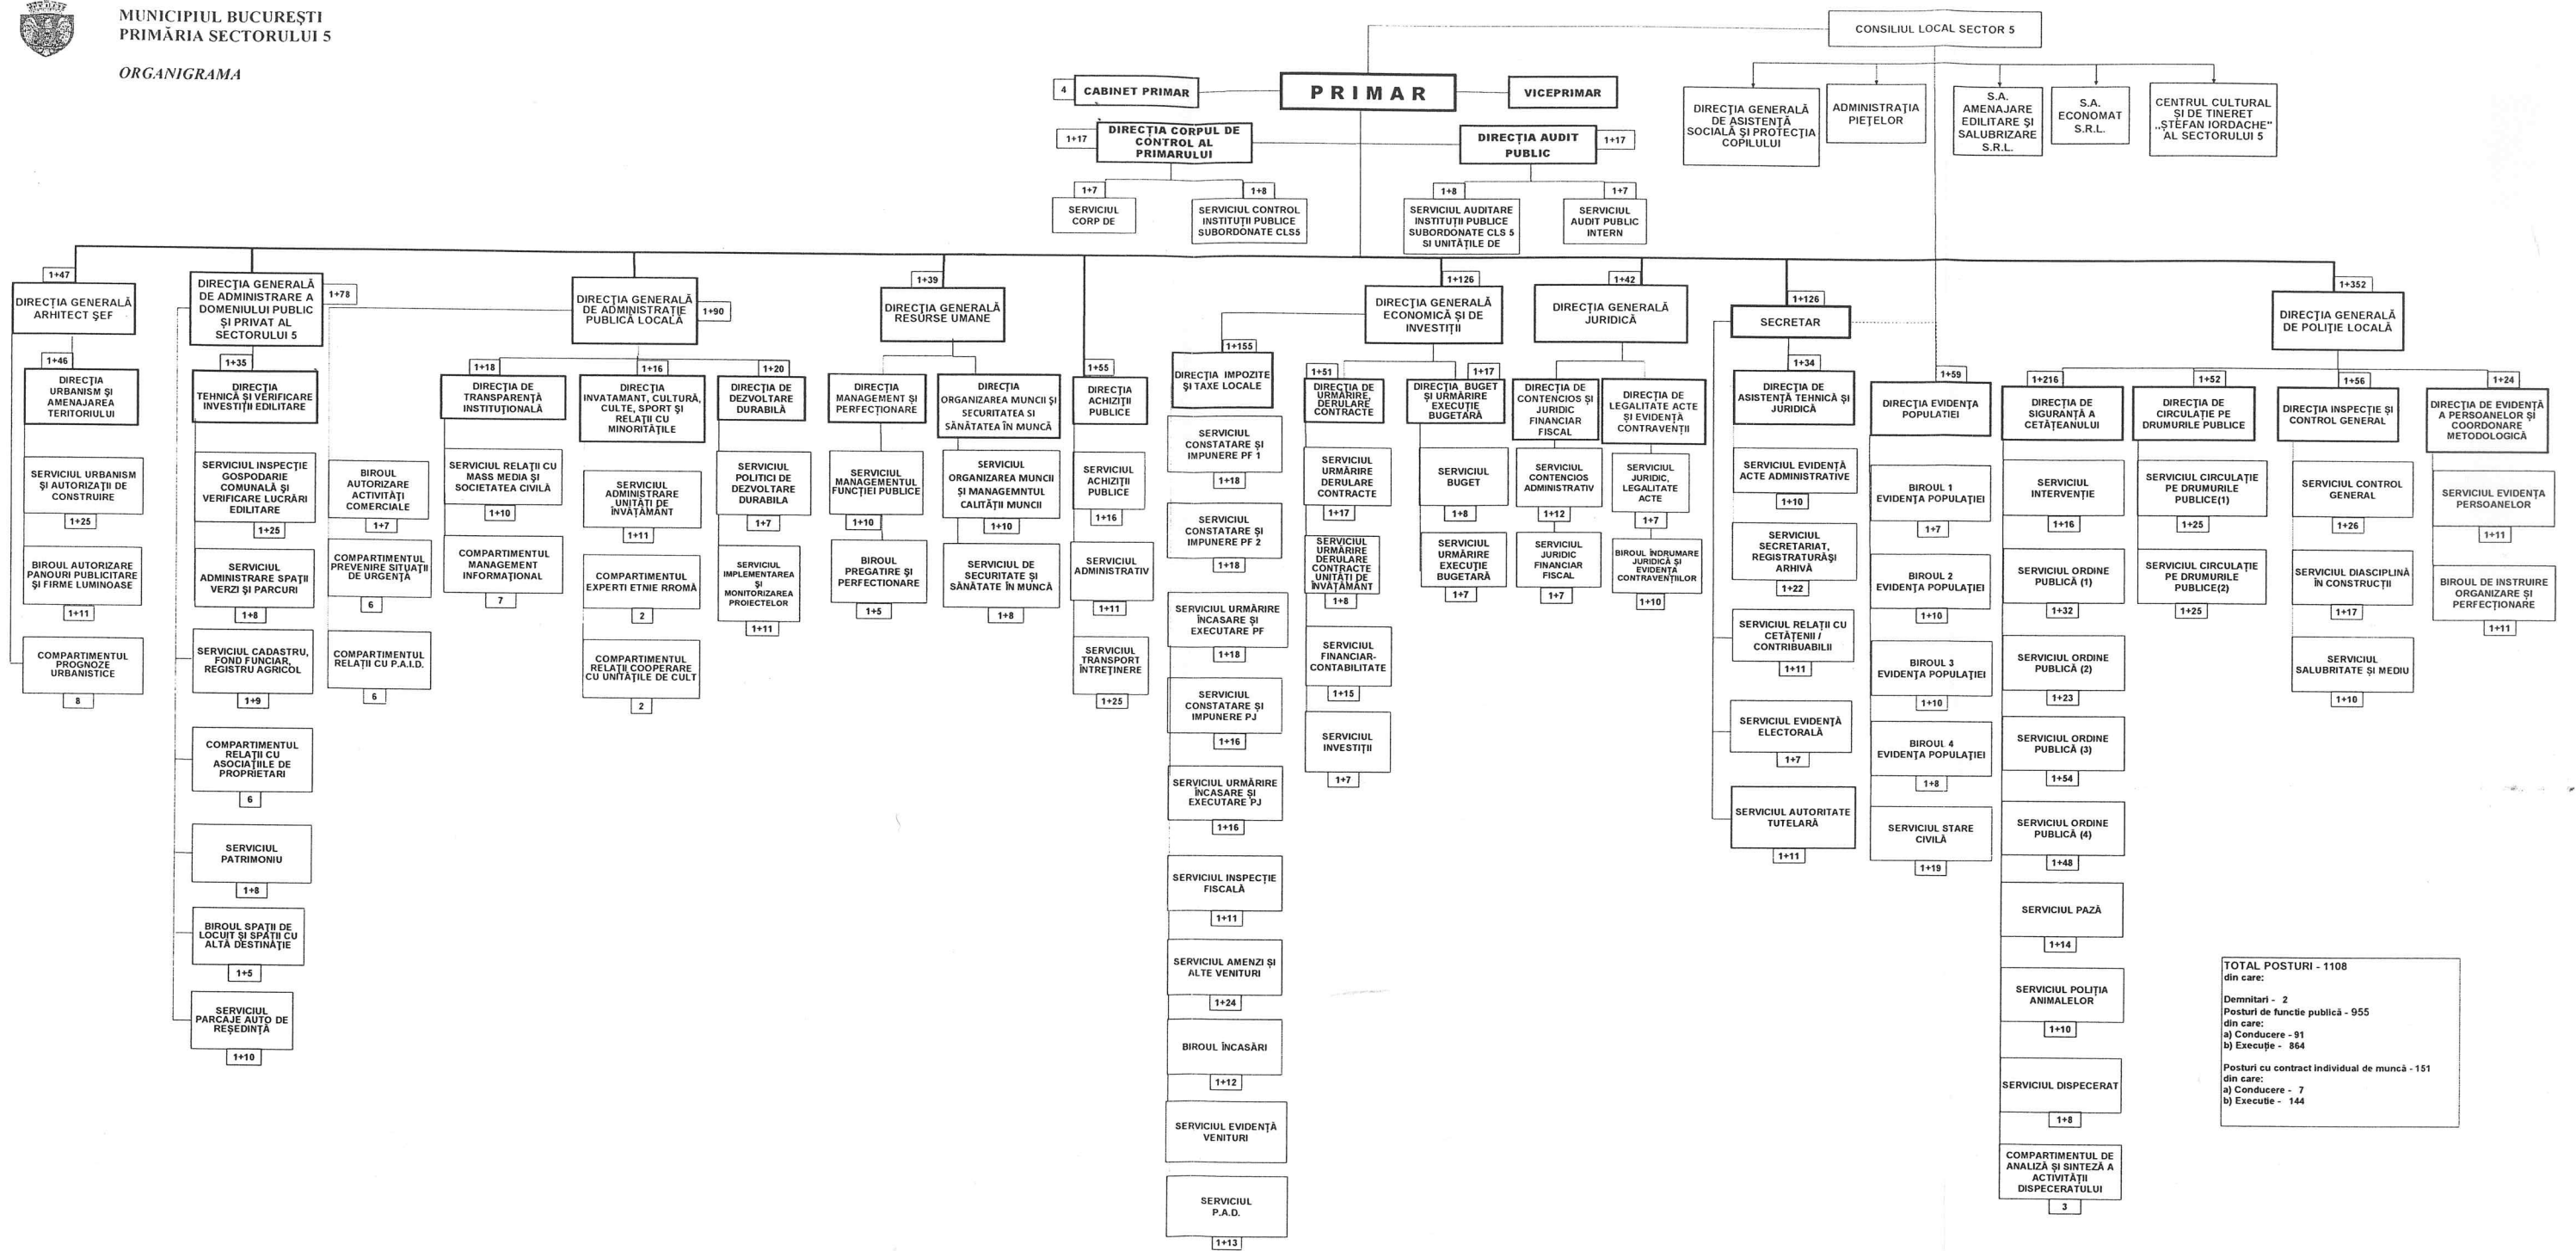 MUNICIPIUL BUCUREŞTI
PRIMĂRIA SECTORULUI 5
ORGANIGRAMA
CONSILIUL LOCAL SECTOR 5
4
CABINET PRIMAR
PRIMAR
VICEPRIMAR
DIRECŢIA GENERALĂ
DE ASISTENŢĂ
SOCIALĂ ŞI PROTECŢIA
COPILULUI
ADMINISTRAŢIA
PIEŢELOR
S.A.
AMENAJARE
EDILITARE ŞI
SALUBRIZARE
S.R.L.
S.A.
ECONOMAT
S.R.L.
CENTRUL CULTURAL
ŞI DE TINERET
„ŞTEFAN IORDACHE"
AL SECTORULUI 5
1+17
DIRECŢIA CORPUL DE
CONTROL AL
PRIMARULUI
DIRECŢIA AUDIT
PUBLIC
1+17
1+7
SERVICIUL
CORP DE
1+8
SERVICIUL CONTROL
INSTITUŢII PUBLICE
SUBORDONATE CLS5
1+8
SERVICIUL AUDITARE
INSTITUŢII PUBLICE
SUBORDONATE CLS 5
SI UNITĂŢILE DE
1+7
SERVICIUL
AUDIT PUBLIC
INTERN
1+47
DIRECŢIA GENERALĂ
ARHITECT ŞEF
1+46
DIRECŢIA
URBANISM ŞI
AMENAJAREA
TERITORIULUI
SERVICIUL URBANISM
ŞI AUTORIZAŢII DE
CONSTRUIRE
1+25
BIROUL AUTORIZARE
PANOURI PUBLICITARE
ŞI FIRME LUMINOASE
1+11
COMPARTIMENTUL
PROGNOZE
URBANISTICE
8
DIRECŢIA GENERALĂ
DE ADMINISTRARE A
DOMENIULUI PUBLIC
ŞI PRIVAT AL
SECTORULUI 5
1+78
1+35
DIRECŢIA
TEHNICĂ ŞI VERIFICARE
INVESTIŢII EDILITARE
SERVICIUL INSPECŢIE
GOSPODARIE
COMUNALĂ ŞI
VERIFICARE LUCRĂRI
EDILITARE
1+25
SERVICIUL
ADMINISTRARE SPAŢII
VERZI ŞI PARCURI
1+8
SERVICIUL CADASTRU,
FOND FUNCIAR,
REGISTRU AGRICOL
1+9
COMPARTIMENTUL
RELAŢII CU
ASOCIAŢIILE DE
PROPRIETARI
6
SERVICIUL
PATRIMONIU
1+8
BIROUL SPAŢII DE
LOCUIT ŞI SPAŢII CU
ALTĂ DESTINAŢIE
1+5
SERVICIUL
PARCAJE AUTO DE
REŞEDINŢĂ
1+10
BIROUL
AUTORIZARE
ACTIVITĂŢI
COMERCIALE
1+7
COMPARTIMENTUL
PREVENIRE SITUAŢII
DE URGENŢĂ
6
COMPARTIMENTUL
RELAŢII CU P.A.I.D.
6
DIRECŢIA GENERALĂ
DE ADMINISTRAŢIE
PUBLICĂ LOCALĂ
1+90
1+18
DIRECŢIA DE
TRANSPARENŢĂ
INSTITUŢIONALĂ
SERVICIUL RELAŢII CU
MASS MEDIA ŞI
SOCIETATEA CIVILĂ
1+10
COMPARTIMENTUL
MANAGEMENT
INFORMAŢIONAL
7
1+16
DIRECŢIA
INVATAMANT, CULTURĂ,
CULTE, SPORT ŞI
RELAŢII CU
MINORITĂŢILE
SERVICIUL
ADMINISTRARE
UNITĂŢI DE
ÎNVĂŢĂMÂNT
1+11
COMPARTIMENTUL
EXPERTI ETNIE RROMĂ
2
COMPARTIMENTUL
RELAŢII COOPERARE
CU UNITĂŢILE DE CULT
2
1+20
DIRECŢIA DE
DEZVOLTARE
DURABILĂ
SERVICIUL
POLITICI DE
DEZVOLTARE
DURABILA
1+7
SERVICIUL
IMPLEMENTAREA
ŞI
MONITORIZAREA
PROIECTELOR
1+11
1+39
DIRECŢIA GENERALĂ
RESURSE UMANE
DIRECŢIA
MANAGEMENT ŞI
PERFECŢIONARE
SERVICIUL
MANAGEMENTUL
FUNCŢIEI PUBLICE
1+10
BIROUL
PREGATIRE ŞI
PERFECTIONARE
1+5
DIRECŢIA
ORGANIZAREA MUNCII ŞI
SECURITATEA SI
SĂNĂTATEA ÎN MUNCĂ
SERVICIUL
ORGANIZAREA MUNCII
ŞI MANAGEMNTUL
CALITĂŢII MUNCII
1+10
SERVICIUL DE
SECURITATE ŞI
SĂNĂTATE ÎN MUNCĂ
1+8
1+55
DIRECŢIA
ACHIZIŢII
PUBLICE
SERVICIUL
ACHIZIŢII
PUBLICE
1+16
SERVICIUL
ADMINISTRATIV
1+11
SERVICIUL
TRANSPORT
ÎNTREŢINERE
1+25
1+126
DIRECŢIA GENERALĂ
ECONOMICĂ ŞI DE
INVESTIŢII
1+155
DIRECŢIA IMPOZITE
ŞI TAXE LOCALE
SERVICIUL
CONSTATARE ŞI
IMPUNERE PF 1
1+18
SERVICIUL
CONSTATARE ŞI
IMPUNERE PF 2
1+18
SERVICIUL URMĂRIRE
ÎNCASARE ŞI
EXECUTARE PF
1+18
SERVICIUL
CONSTATARE ŞI
IMPUNERE PJ
1+16
SERVICIUL URMĂRIRE
ÎNCASARE ŞI
EXECUTARE PJ
1+16
SERVICIUL INSPECŢIE
FISCALĂ
1+11
SERVICIUL AMENZI ŞI
ALTE VENITURI
1+24
BIROUL ÎNCASĂRI
1+12
SERVICIUL EVIDENŢĂ
VENITURI
SERVICIUL
P.A.D.
1+13
1+51
DIRECŢIA DE
URMĂRIRE,
DERULARE
CONTRACTE
SERVICIUL
URMĂRIRE
DERULARE
CONTRACTE
1+17
SERVICIUL
URMĂRIRE
DERULARE
CONTRACTE
UNITĂŢI DE
ÎNVĂŢĂMÂNT
1+8
SERVICIUL
FINANCIAR-
CONTABILITATE
1+15
SERVICIUL
INVESTIŢII
1+7
1+17
DIRECŢIA BUGET
ŞI URMĂRIRE
EXECUŢIE
BUGETARĂ
SERVICIUL
BUGET
1+8
SERVICIUL
URMĂRIRE
EXECUŢIE
BUGETARĂ
1+7
1+42
DIRECŢIA GENERALĂ
JURIDICĂ
DIRECŢIA DE
CONTENCIOS ŞI
JURIDIC
FINANCIAR
FISCAL
SERVICIUL
CONTENCIOS
ADMINISTRATIV
1+12
SERVICIUL
JURIDIC
FINANCIAR
FISCAL
1+7
DIRECŢIA DE
LEGALITATE ACTE
ŞI EVIDENŢĂ
CONTRAVENŢII
SERVICIUL
JURIDIC,
LEGALITATE
ACTE
1+7
BIROUL ÎNDRUMARE
JURIDICĂ ŞI
EVIDENŢA
CONTRAVENŢIILOR
1+10
1+126
SECRETAR
1+34
DIRECŢIA DE
ASISTENŢĂ TEHNICĂ ŞI
JURIDICĂ
SERVICIUL EVIDENŢĂ
ACTE ADMINISTRATIVE
1+10
SERVICIUL
SECRETARIAT,
REGISTRATURĂŞI
ARHIVĂ
1+22
SERVICIUL RELAŢII CU
CETĂŢENII /
CONTRIBUABILII
1+11
SERVICIUL EVIDENŢĂ
ELECTORALĂ
1+7
SERVICIUL AUTORITATE
TUTELARĂ
1+11
1+59
DIRECŢIA EVIDENŢA
POPULATIEI
BIROUL 1
EVIDENŢA POPULAŢIEI
1+7
BIROUL 2
EVIDENŢA POPULAŢIEI
1+10
BIROUL 3
EVIDENŢA POPULAŢIEI
1+10
BIROUL 4
EVIDENŢA POPULAŢIEI
1+8
SERVICIUL STARE
CIVILĂ
1+19
1+352
DIRECŢIA GENERALĂ
DE POLIŢIE LOCALĂ
1+216
DIRECŢIA DE
SIGURANŢĂ A
CETĂŢEANULUI
SERVICIUL
INTERVENŢIE
1+16
SERVICIUL ORDINE
PUBLICĂ (1)
1+32
SERVICIUL ORDINE
PUBLICĂ (2)
1+23
SERVICIUL ORDINE
PUBLICĂ (3)
1+54
SERVICIUL ORDINE
PUBLICĂ (4)
1+48
SERVICIUL PAZĂ
1+14
SERVICIUL POLIŢIA
ANIMALELOR
1+10
SERVICIUL DISPECERAT
1+8
COMPARTIMENTUL DE
ANALIZĂ ŞI SINTEZĂ A
ACTIVITĂŢII
DISPECERATULUI
3
1+52
DIRECŢIA DE
CIRCULAŢIE PE
DRUMURILE PUBLICE
SERVICIUL CIRCULAŢIE
PE DRUMURILE
PUBLICE(1)
1+25
SERVICIUL CIRCULAŢIE
PE DRUMURILE
PUBLICE(2)
1+25
1+56
DIRECŢIA INSPECŢIE ŞI
CONTROL GENERAL
SERVICIUL CONTROL
GENERAL
1+26
SERVICIUL DIASCIPLINĂ
ÎN CONSTRUCŢII
1+17
SERVICIUL
SALUBRITATE ŞI MEDIU
1+10
1+24
DIRECŢIA DE EVIDENŢĂ
A PERSOANELOR ŞI
COORDONARE
METODOLOGICĂ
SERVICIUL EVIDENŢA
PERSOANELOR
1+11
BIROUL DE INSTRUIRE
ORGANIZARE ŞI
PERFECŢIONARE
1+11
TOTAL POSTURI - 1108
din care:
Demnitari - 2
Posturi de functie publică - 955
din care:
a) Conducere - 91
b) Execuţie - 864
Posturi cu contract individual de muncă - 151
din care:
a) Conducere - 7
b) Executie - 144